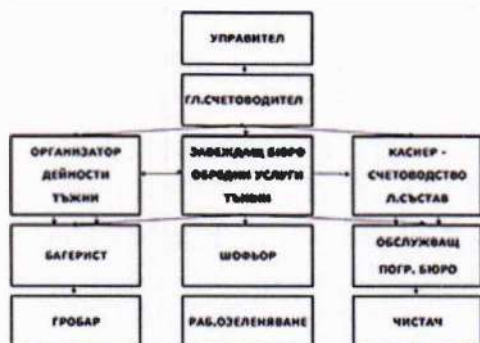 УПРАВИТЕЛ
ГЛ.СЧЕТОВОДИТЕЛ
ОРГАНИЗАТОР
ДЕЙНОСТИ
ТЪЖНИ
ЗАВЕЖДАЩ БЮРО
ОБРЕДНИ УСЛУГИ
ТЪЖНИ
КАСИЕР -
СЧЕТОВОДСТВО
Л.СЪСТАВ
БАГЕРИСТ
ШОФЬОР
ОБСЛУЖВАЩ
ПОГР. БЮРО
ГРОБАР
РАБ.ОЗЕЛЕНЯВАНЕ
ЧИСТАЧ